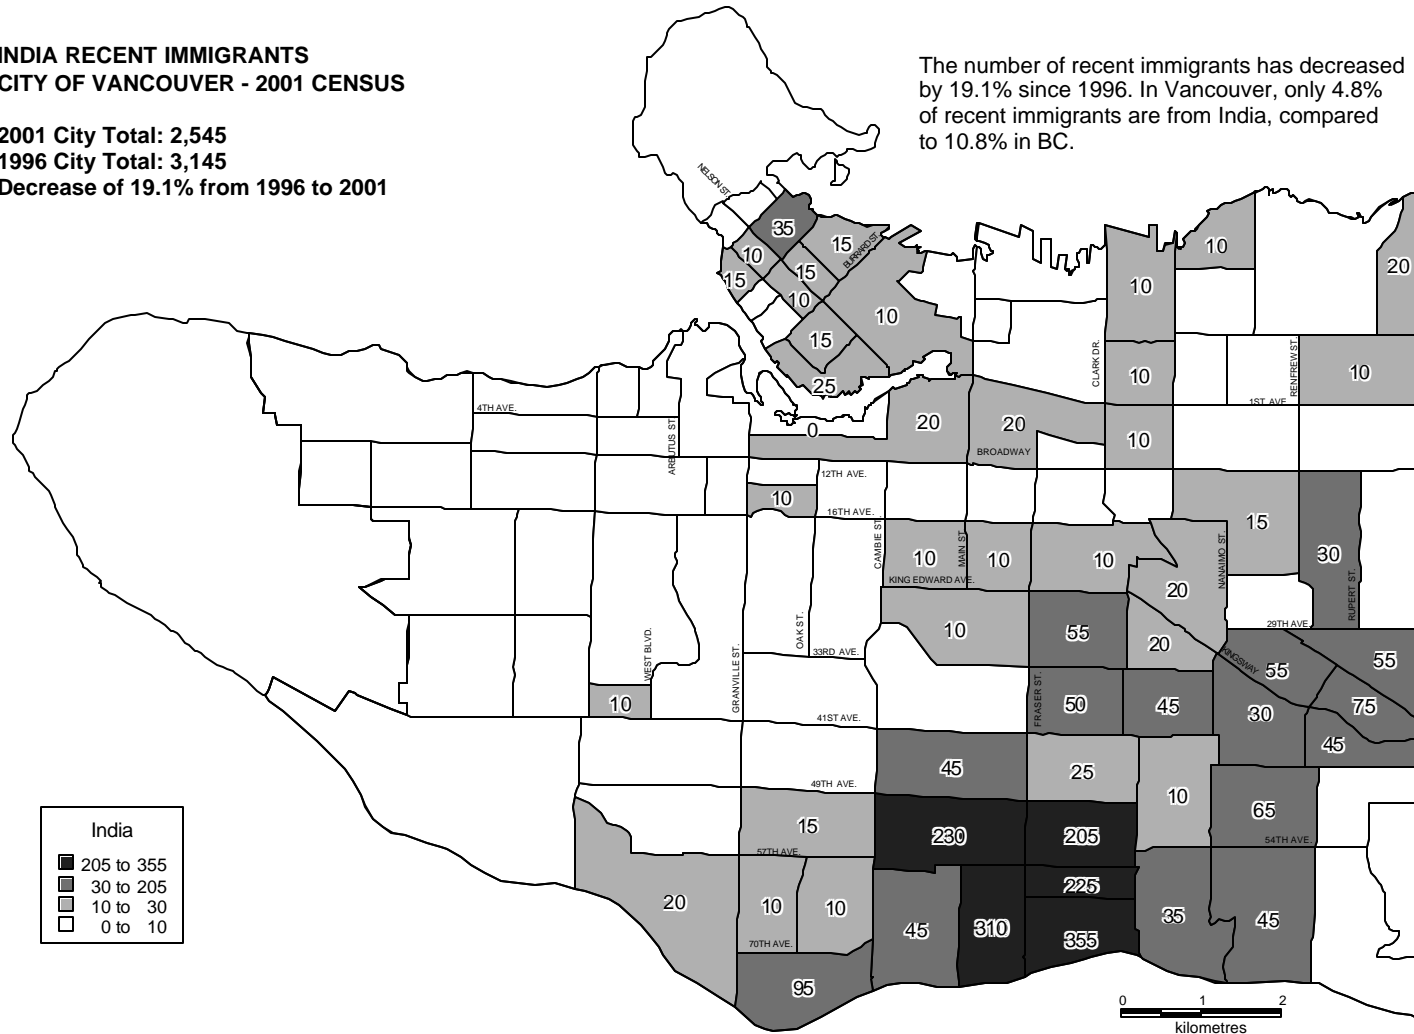 INDIA RECENT IMMIGRANTS
CITY OF VANCOUVER - 2001 CENSUS
2001 City Total: 2,545
1996 City Total: 3,145
Decrease of 19.1% from 1996 to 2001
The number of recent immigrants has decreased
by 19.1% since 1996. In Vancouver, only 4.8%
of recent immigrants are from India, compared
to 10.8% in BC.
NELSON ST.
35
15
BURRARD ST.
10
15
15
10
10
15
25
10
20
10
CLARK DR.
10
RENFREW ST.
10
1ST AVE.
4TH AVE.
ARBUTUS ST.
0
20
20
BROADWAY
10
12TH AVE.
10
16TH AVE.
CAMBIE ST.
10
MAIN ST.
10
10
KING EDWARD AVE.
20
NANAIMO ST.
15
30
RUPERT ST.
29TH AVE.
WEST BLVD.
GRANVILLE ST.
OAK ST.
33RD AVE.
10
55
20
KINGSWAY
55
55
10
41ST AVE.
FRASER ST.
50
45
30
75
45
45
25
49TH AVE.
10
65
54TH AVE.
15
57TH AVE.
230
205
225
20
10
10
70TH AVE.
45
310
355
35
45
95
India
205 to 355
30 to 205
10 to 30
0 to 10
0 1 2
kilometres